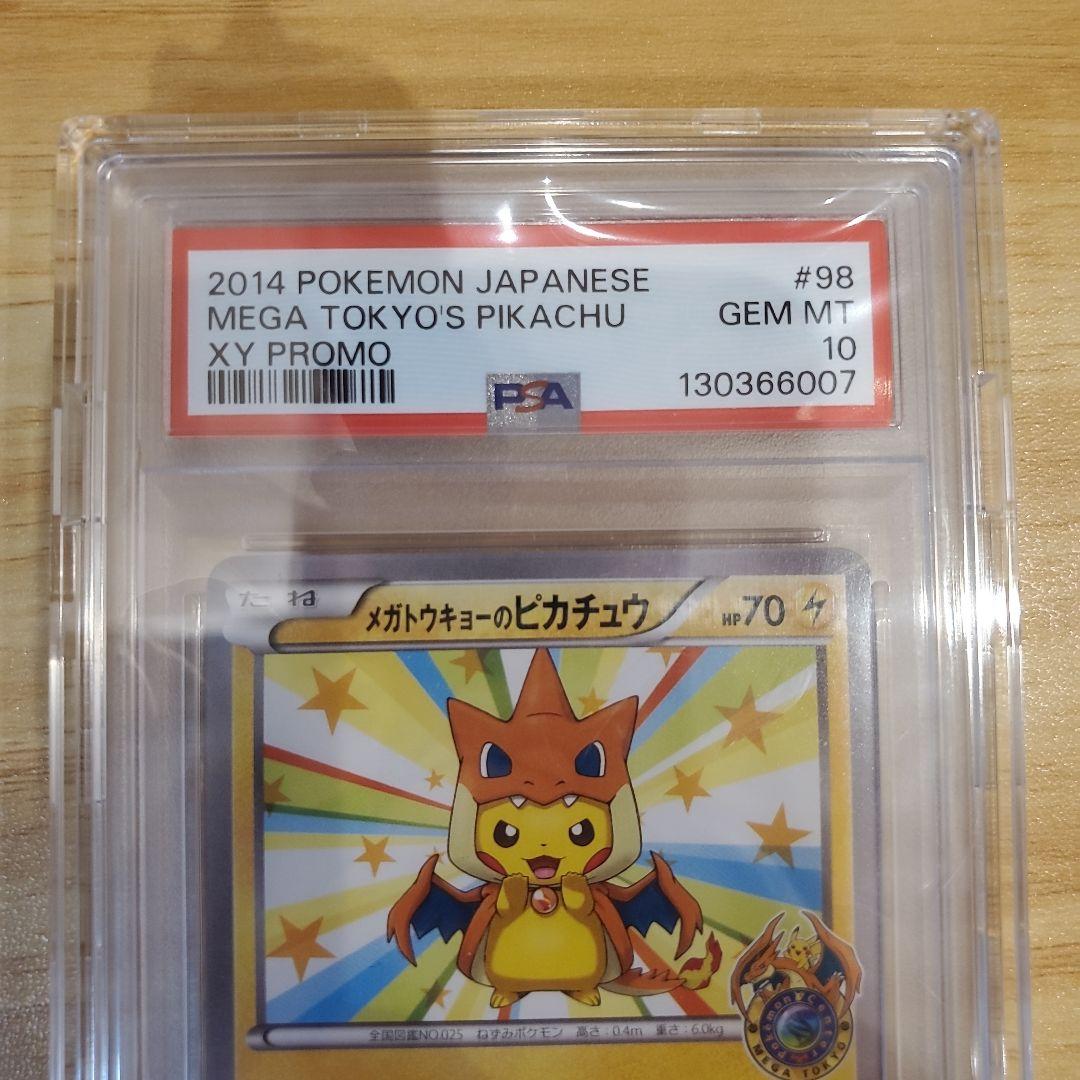 2014 POKEMON JAPANESE #98
MEGA TOKYO'S PIKACHU GEM MT
XY PROMO 10
PSA 130366007
たね メガトウキョーのピカチュウ HP70
全国図鑑NO.025 ねずみポケモン 高さ:0.4m 重さ:6.0kg
Pokémon Center
MEGA TOKYO